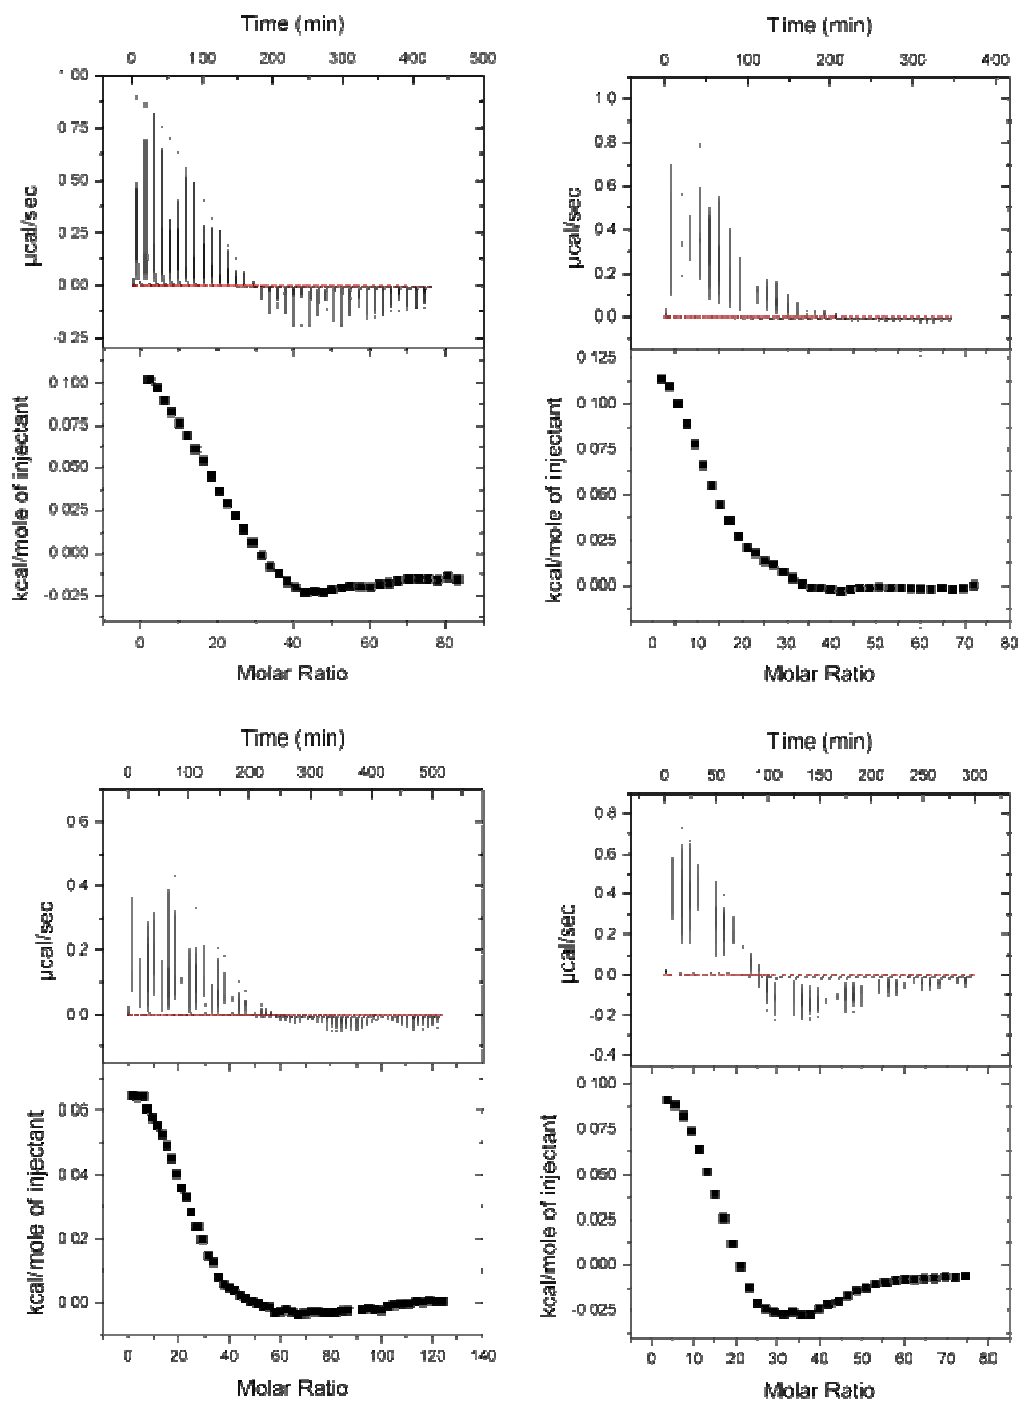 Time (min)
0 100 200 300 400 500
1 00
0.75
0.50
0.25
0.00
-0.25
µcal/sec
0 100
0.075
0.050
0 025
0.000
-0 025
kcal/mole of injectant
0 20 40 60 80
Molar Ratio
Time (min)
0 100 200 300 400
1 0
0.8
0.6
0.4
0.2
0.0
µcal/sec
0 125
0 100
0.075
0.050
0.025
0.000
kcal/mole of injectant
0 10 20 30 40 50 60 70 80
Molar Ratio
Time (min)
0 100 200 300 400 500
0 6
0.4
0.2
0 0
µcal/sec
0.06
0.04
0 02
0 00
kcal/mole of injectant
0 20 40 60 80 100 120 140
Molar Ratio
Time (min)
0 50 100 150 200 250 300
0.8
0.6
0.4
0.2
0.0
-0.2
-0.4
µcal/sec
0 100
0.075
0.050
0.025
0.000
-0 025
kcal/mole of injectant
0 10 20 30 40 50 60 70 80
Molar Ratio